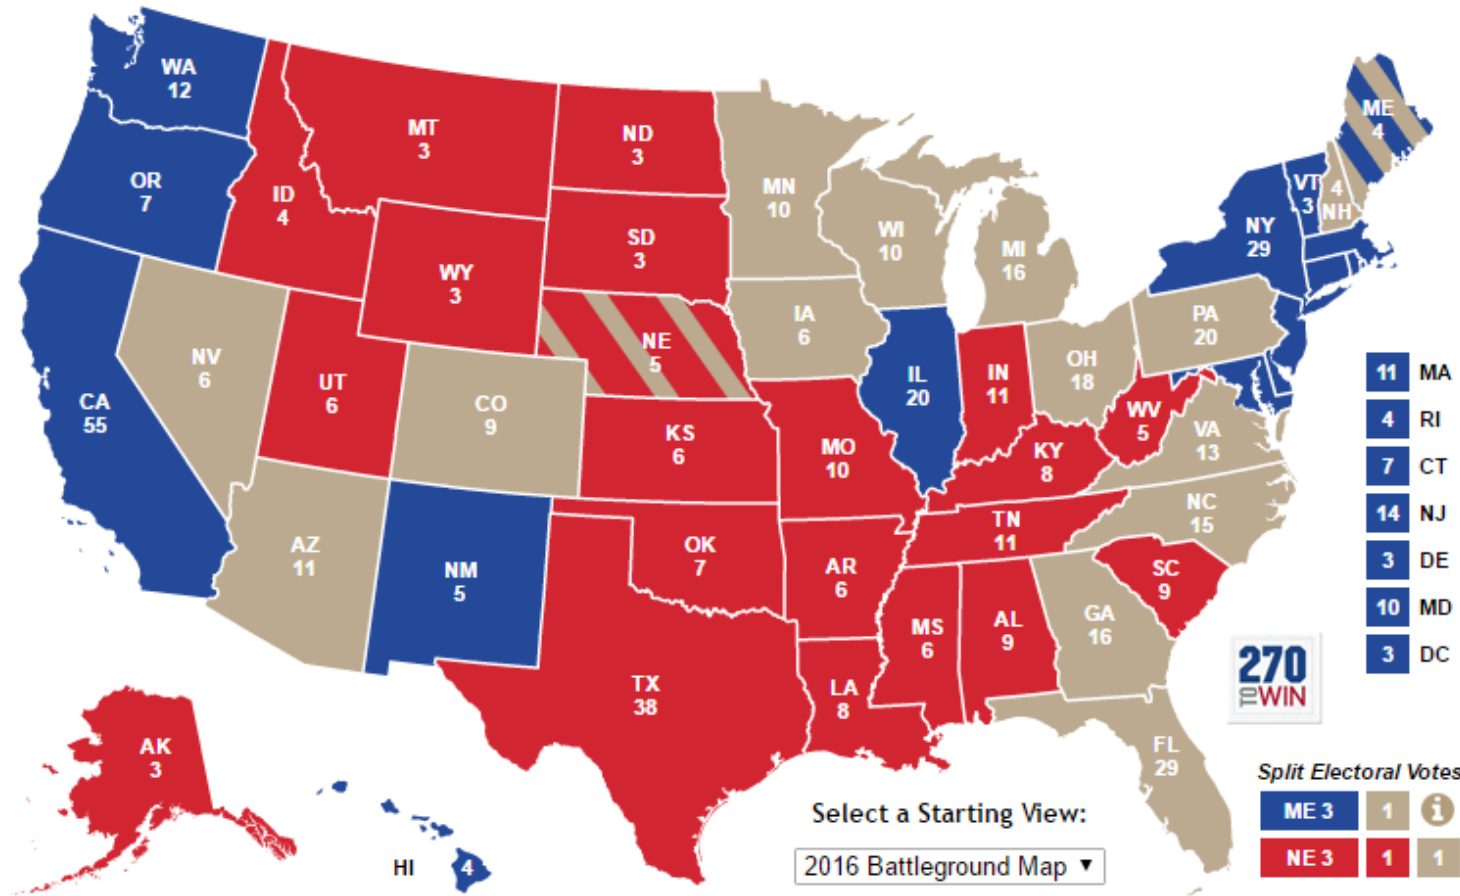 WA
12
OR
7
CA
55
NV
6
ID
4
MT
3
WY
3
UT
6
AZ
11
CO
9
NM
5
ND
3
SD
3
NE
5
KS
6
OK
7
TX
38
MN
10
IA
6
MO
10
AR
6
LA
8
WI
10
IL
20
MI
16
IN
11
OH
18
KY
8
TN
11
MS
6
AL
9
GA
16
FL
29
SC
9
NC
15
VA
13
WV
5
PA
20
NY
29
VT
3
4
NH
ME
4
AK
3
HI
4
11 MA
4 RI
7 CT
14 NJ
3 DE
10 MD
3 DC
270
TO WIN
Select a Starting View:
2016 Battleground Map ▼
Split Electoral Votes
ME 3 1 i
NE 3 1 1